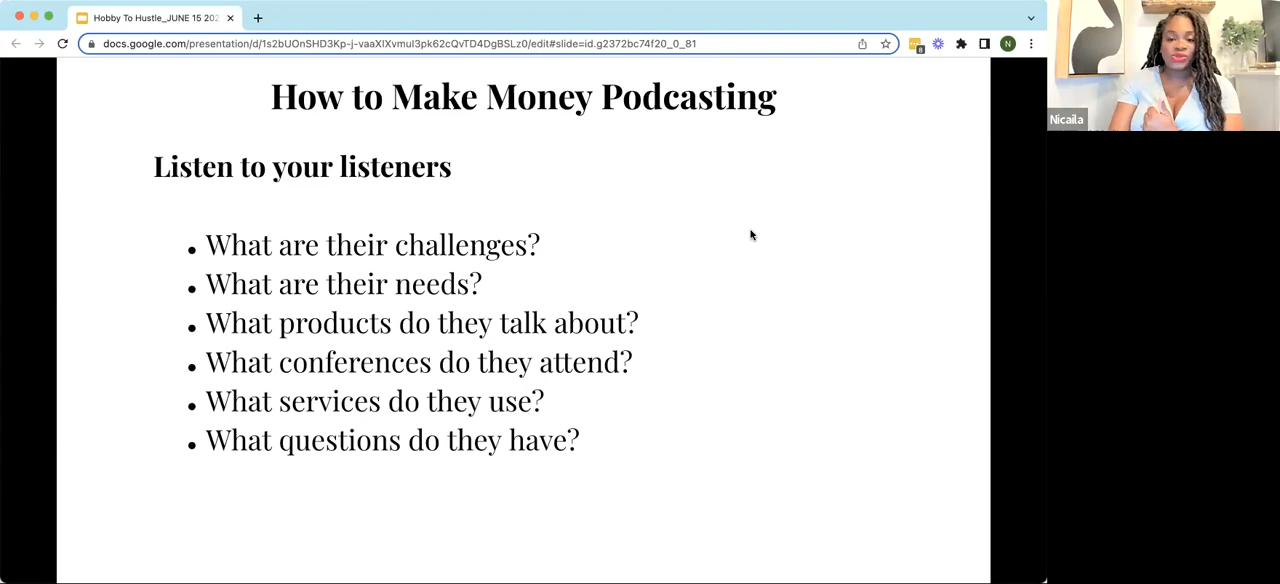 Hobby To Hustle_JUNE 15 202
docs.google.com/presentation/d/1s2bUOnSHD3Kp-j-vaaXIXvmuI3pk62cQvTD4DgBSLz0/edit#slide=id.g2372bc74f20_0_81
8
N
Nicaila
How to Make Money Podcasting
Listen to your listeners
• What are their challenges?
• What are their needs?
• What products do they talk about?
• What conferences do they attend?
• What services do they use?
• What questions do they have?